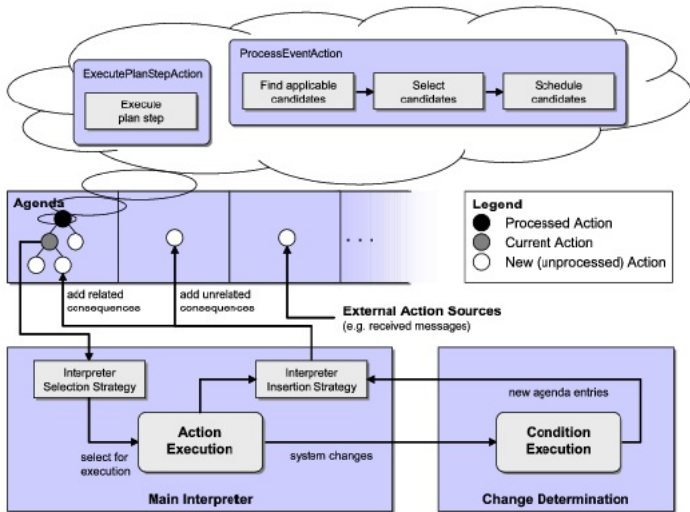 ProcessEventAction
ExecutePlanStepAction
Execute
plan step
Find applicable
candidates
Select
candidates
Schedule
candidates
Agenda
. . .
Legend
Processed Action
Current Action
New (unprocessed) Action
add related
consequences
add unrelated
consequences
External Action Sources
(e.g. received messages)
Interpreter
Selection Strategy
Interpreter
Insertion Strategy
new agenda entries
Action
Execution
Condition
Execution
select for
execution
system changes
Main Interpreter
Change Determination